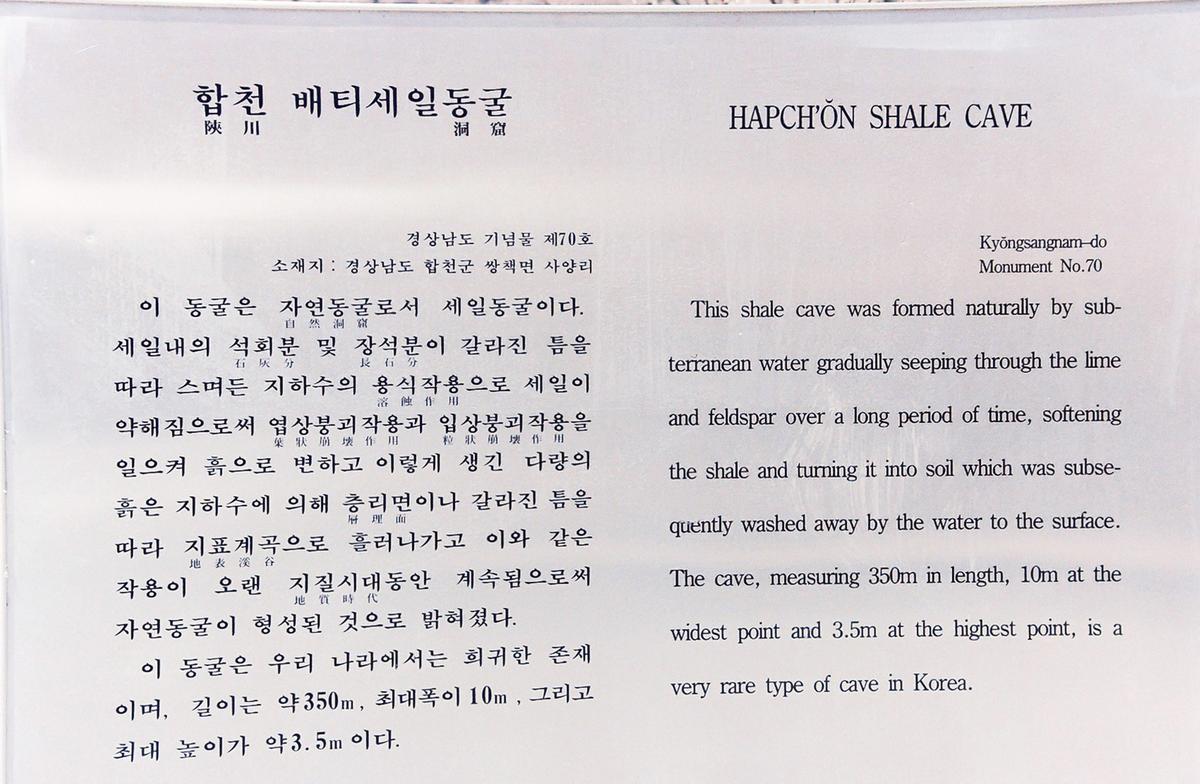 합천 배티세일동굴
陜川 洞窟
경상남도 기념물 제70호
소재지 : 경상남도 합천군 쌍책면 사양리
이 동굴은 자연동굴로서 세일동굴이다.
自然洞窟
세일내의 석회분 및 장석분이 갈라진 틈을
石灰分 長石分
따라 스며든 지하수의 용식작용으로 세일이
溶蝕作用
약해짐으로써 엽상붕괴작용과 입상붕괴작용을
葉狀崩壞作用 粒狀崩壞作用
일으켜 흙으로 변하고 이렇게 생긴 다량의
흙은 지하수에 의해 층리면이나 갈라진 틈을
層理面
따라 지표계곡으로 흘러나가고 이와 같은
地表溪谷
작용이 오랜 지질시대동안 계속됨으로써
地質時代
자연동굴이 형성된 것으로 밝혀졌다.
이 동굴은 우리 나라에서는 희귀한 존재
이며, 길이는 약350m, 최대폭이 10m, 그리고
최대 높이가 약3.5m이다.
HAPCH'ŎN SHALE CAVE
Kyŏngsangnam-do
Monument No.70
This shale cave was formed naturally by sub-
terranean water gradually seeping through the lime
and feldspar over a long period of time, softening
the shale and turning it into soil which was subse-
quently washed away by the water to the surface.
The cave, measuring 350m in length, 10m at the
widest point and 3.5m at the highest point, is a
very rare type of cave in Korea.